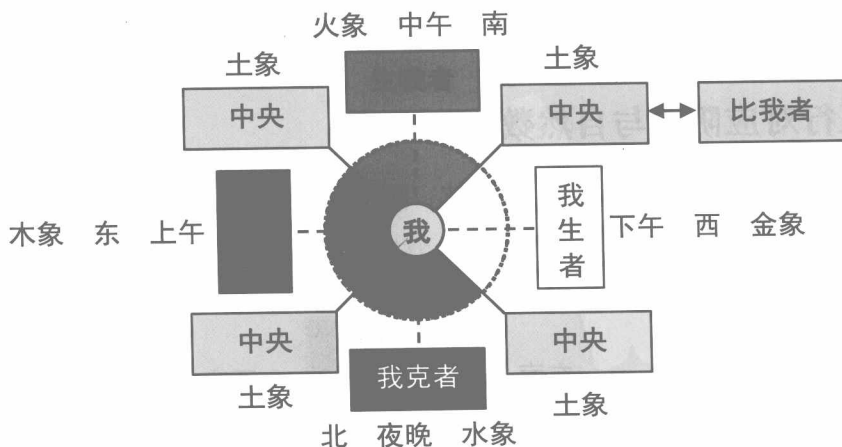 火象 中午 南
土象
土象
中央
中央
比我者
木象 东 上午
我
我生者
下午 西 金象
中央
我克者
中央
土象
土象
北 夜晚 水象